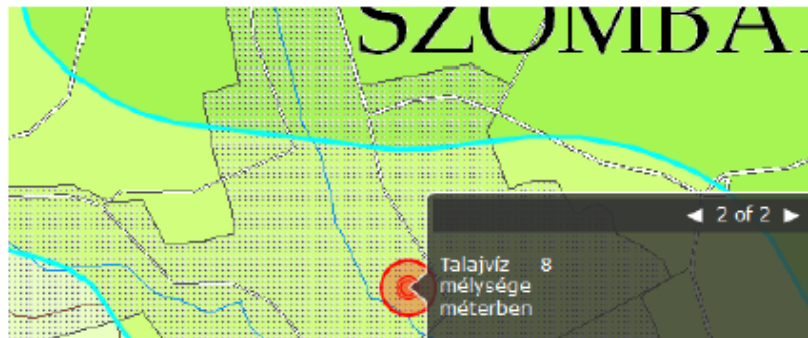 SZOMBA
◄ 2 of 2 ►
Talajvíz 8
mélysége
méterben